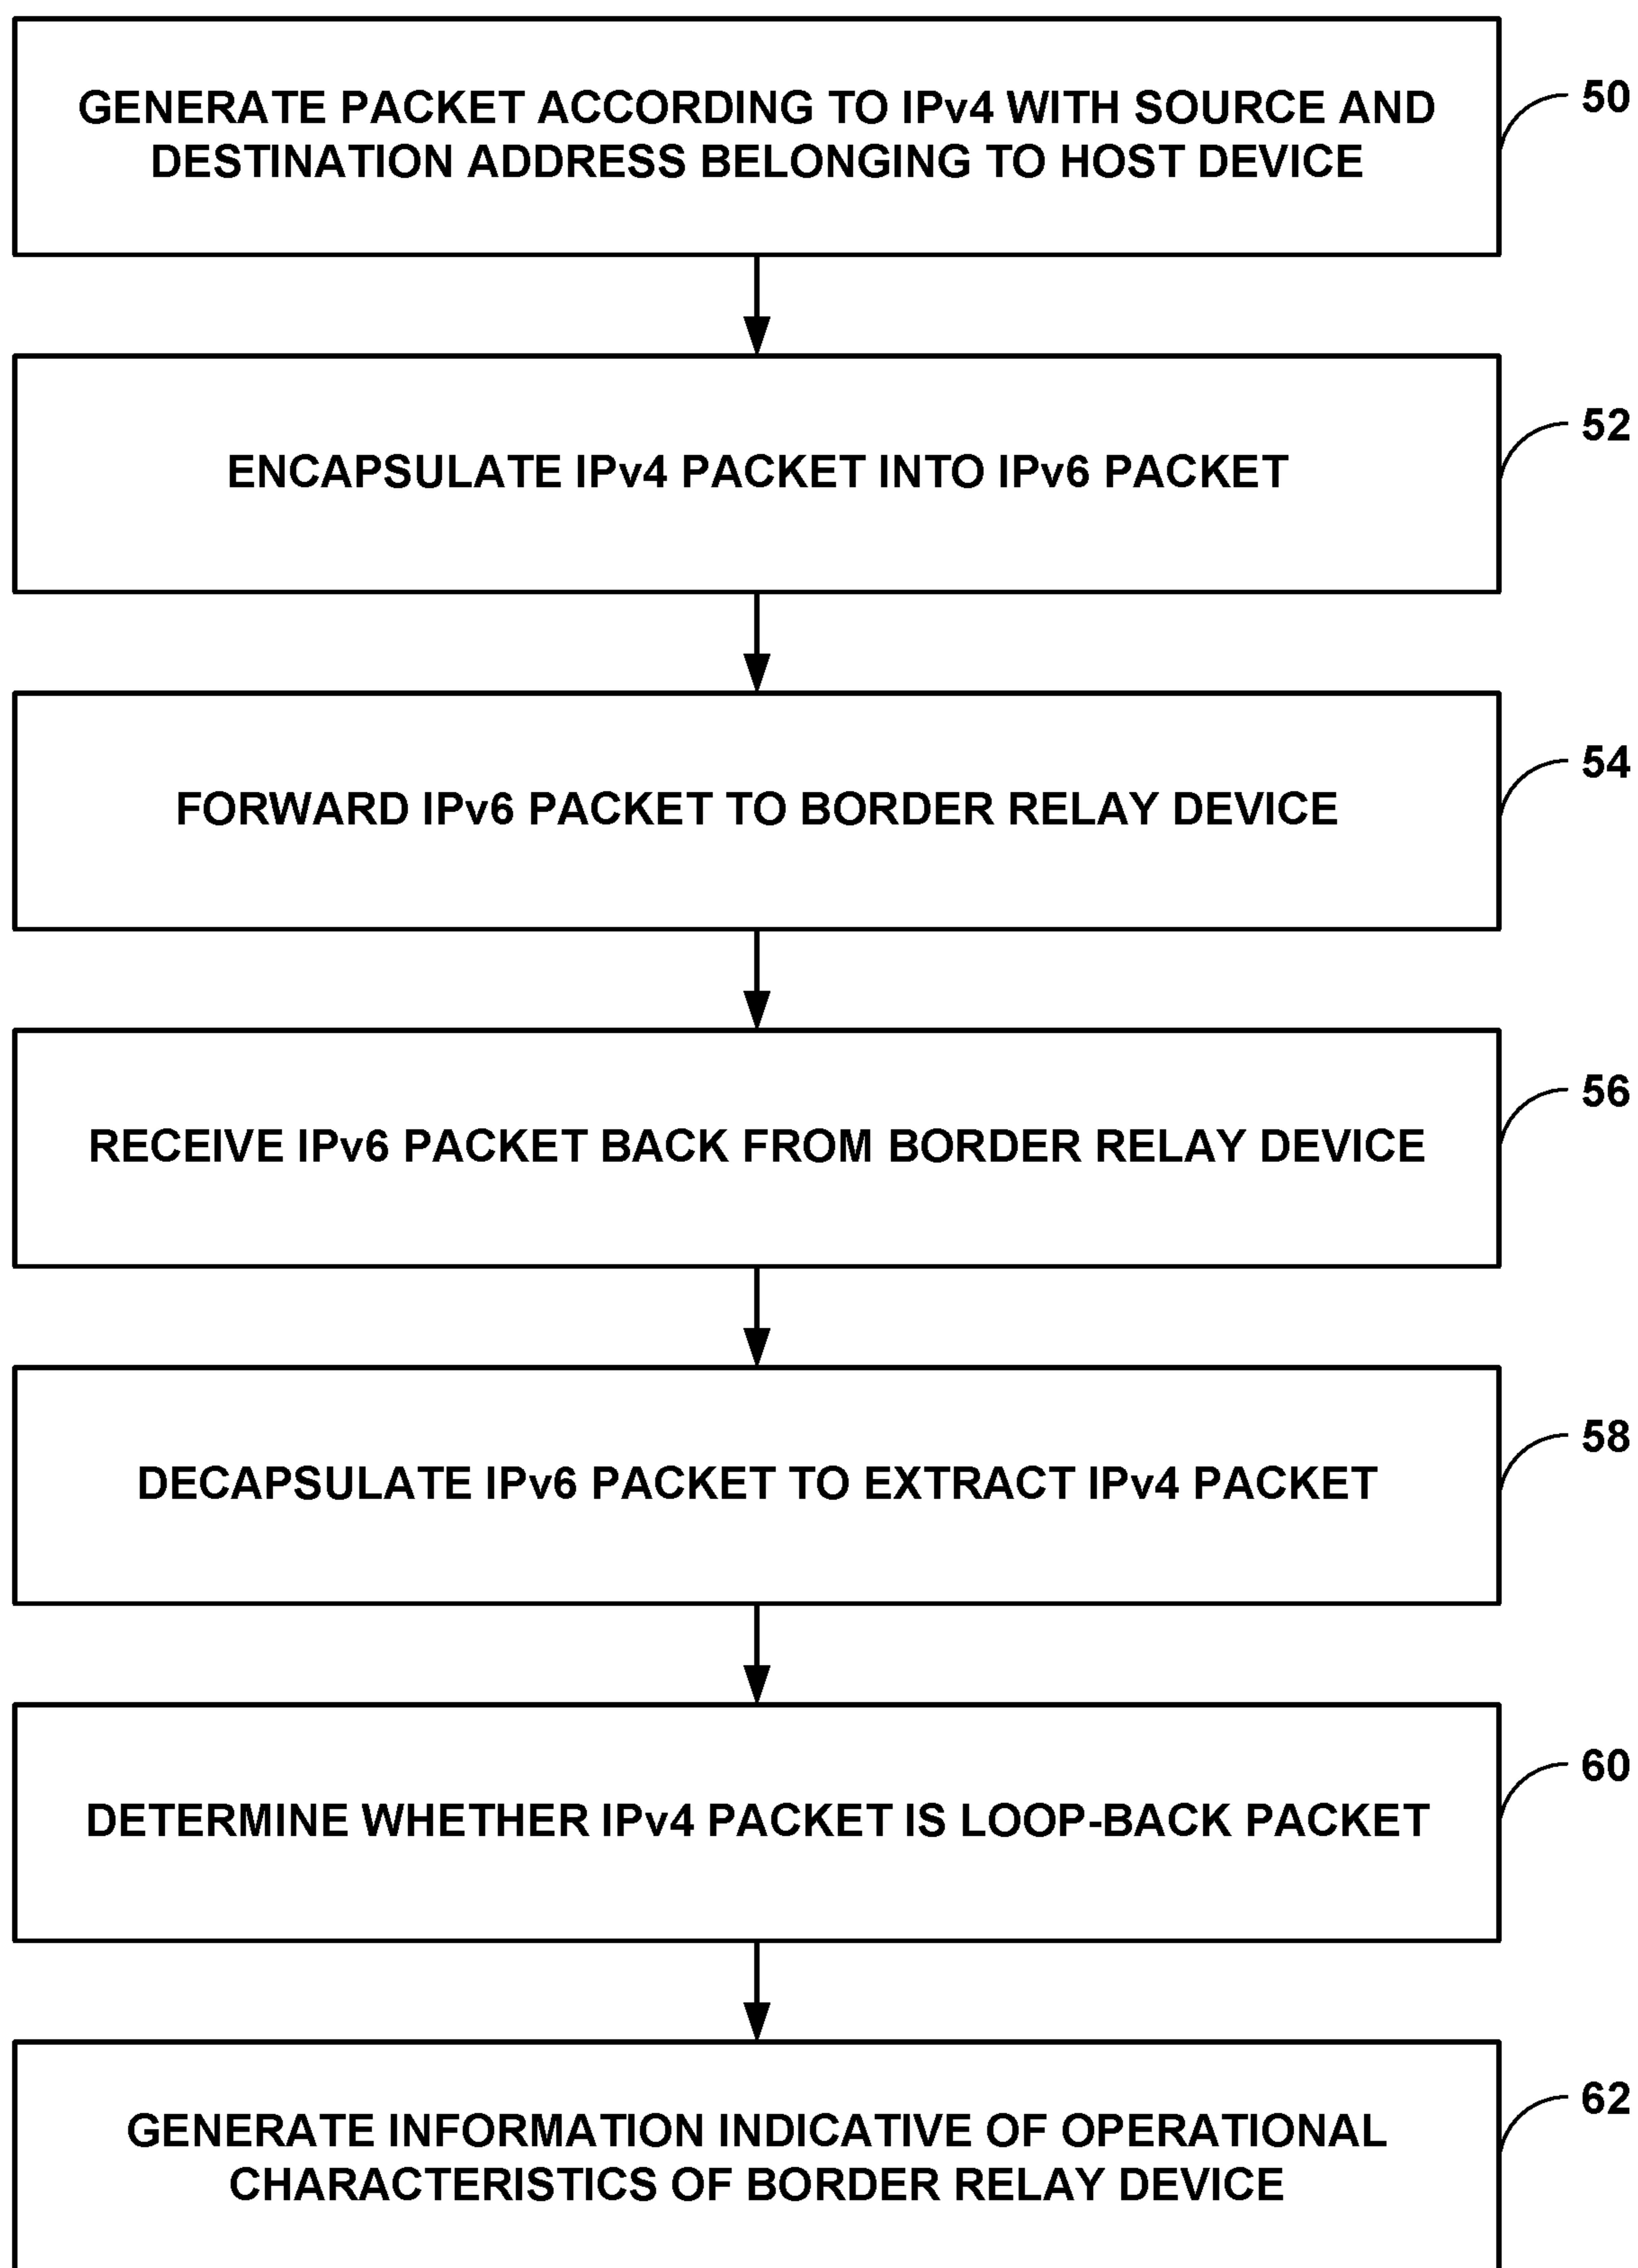 GENERATE PACKET ACCORDING TO IPv4 WITH SOURCE AND
DESTINATION ADDRESS BELONGING TO HOST DEVICE
50
ENCAPSULATE IPv4 PACKET INTO IPv6 PACKET
52
FORWARD IPv6 PACKET TO BORDER RELAY DEVICE
54
RECEIVE IPv6 PACKET BACK FROM BORDER RELAY DEVICE
56
DECAPSULATE IPv6 PACKET TO EXTRACT IPv4 PACKET
58
DETERMINE WHETHER IPv4 PACKET IS LOOP-BACK PACKET
60
GENERATE INFORMATION INDICATIVE OF OPERATIONAL
CHARACTERISTICS OF BORDER RELAY DEVICE
62